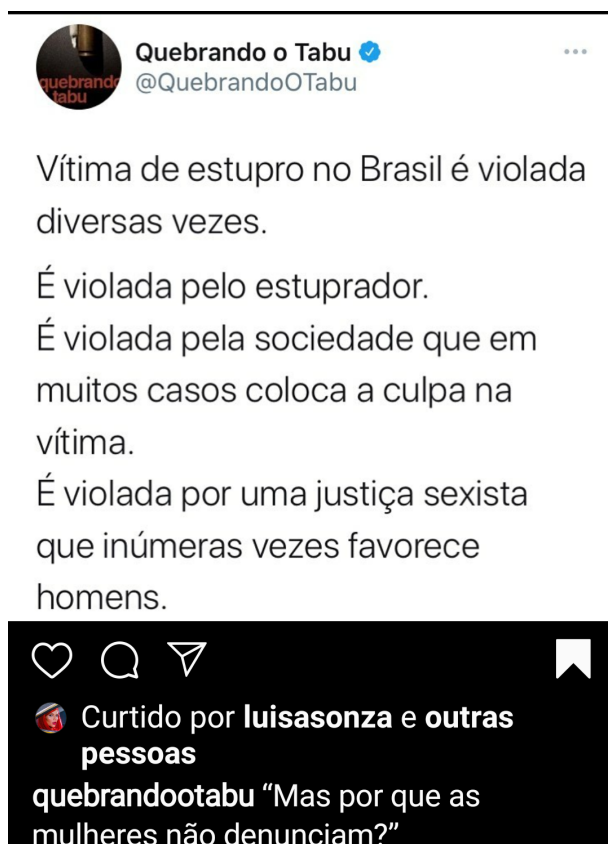 Quebrando o Tabu
@QuebrandoOTabu
quebrando
tabu
Vítima de estupro no Brasil é violada
diversas vezes.
É violada pelo estuprador.
É violada pela sociedade que em
muitos casos coloca a culpa na
vítima.
É violada por uma justiça sexista
que inúmeras vezes favorece
homens.
Curtido por luisasonza e outras
pessoas
quebrandootabu “Mas por que as
mulheres não denunciam?”